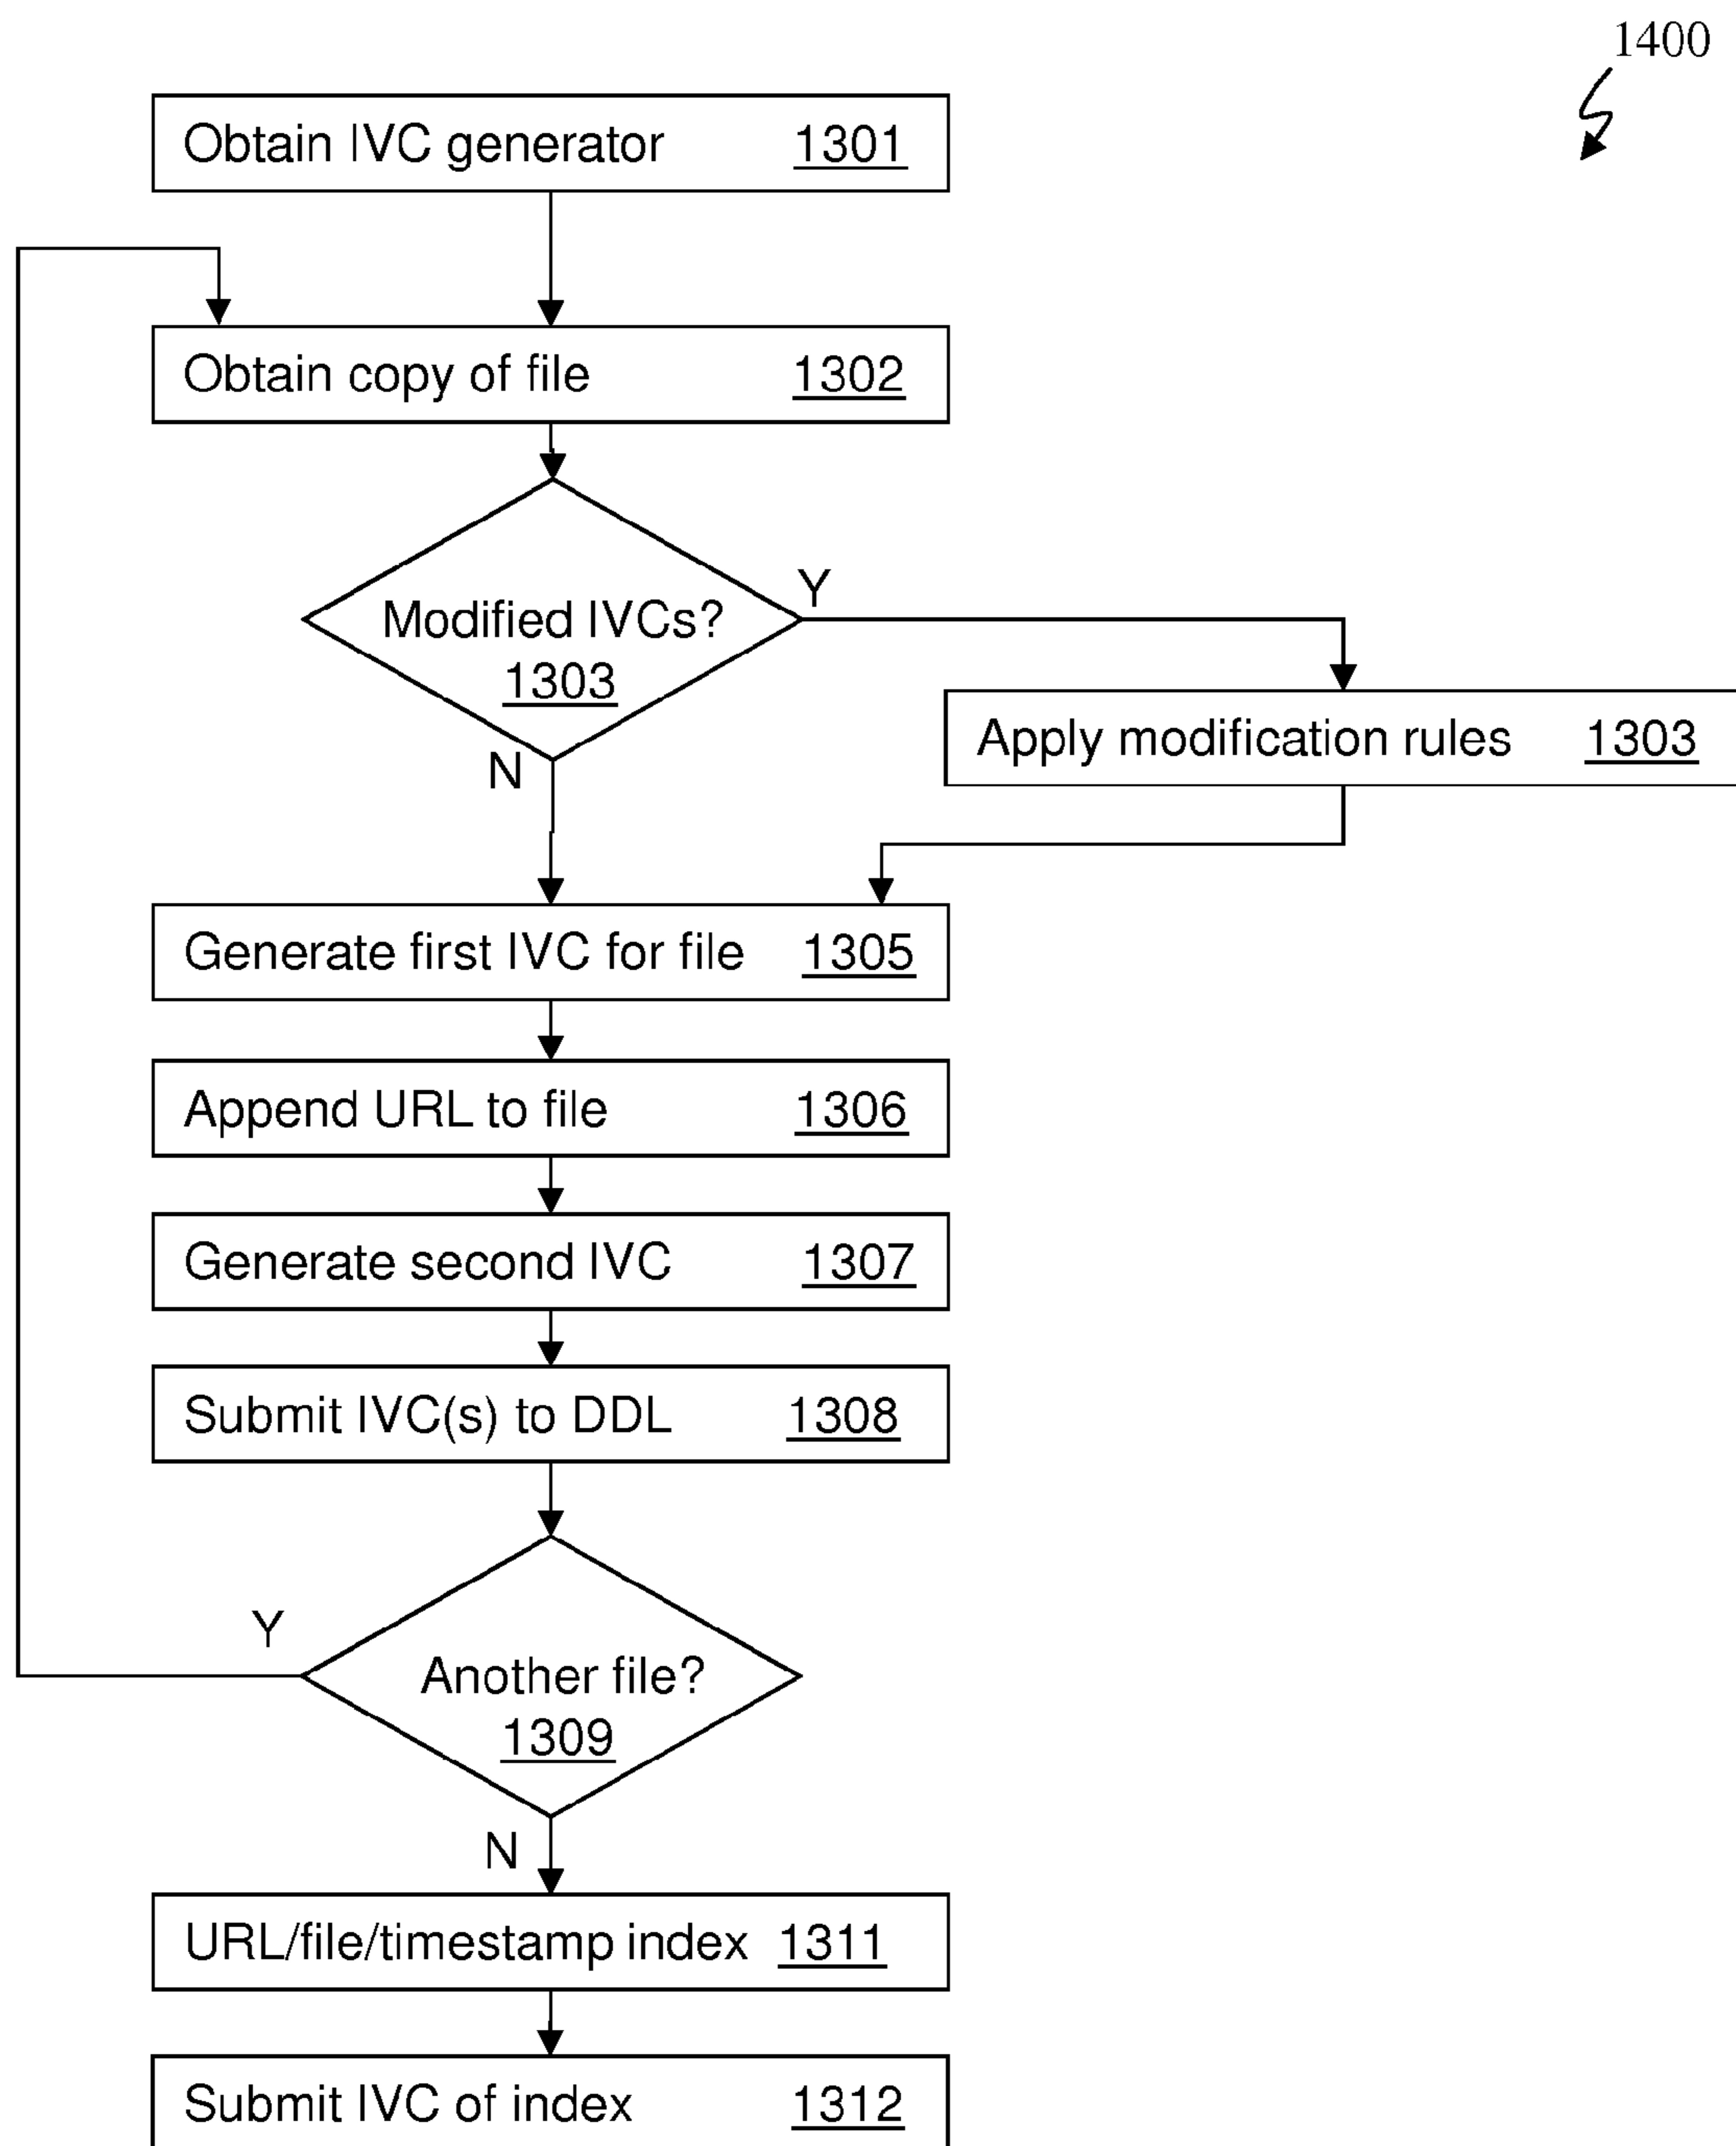 1400
Obtain IVC generator 1301
Obtain copy of file 1302
Modified IVCs?
1303
Y
N
Apply modification rules 1303
Generate first IVC for file 1305
Append URL to file 1306
Generate second IVC 1307
Submit IVC(s) to DDL 1308
Y
Another file?
1309
N
URL/file/timestamp index 1311
Submit IVC of index 1312